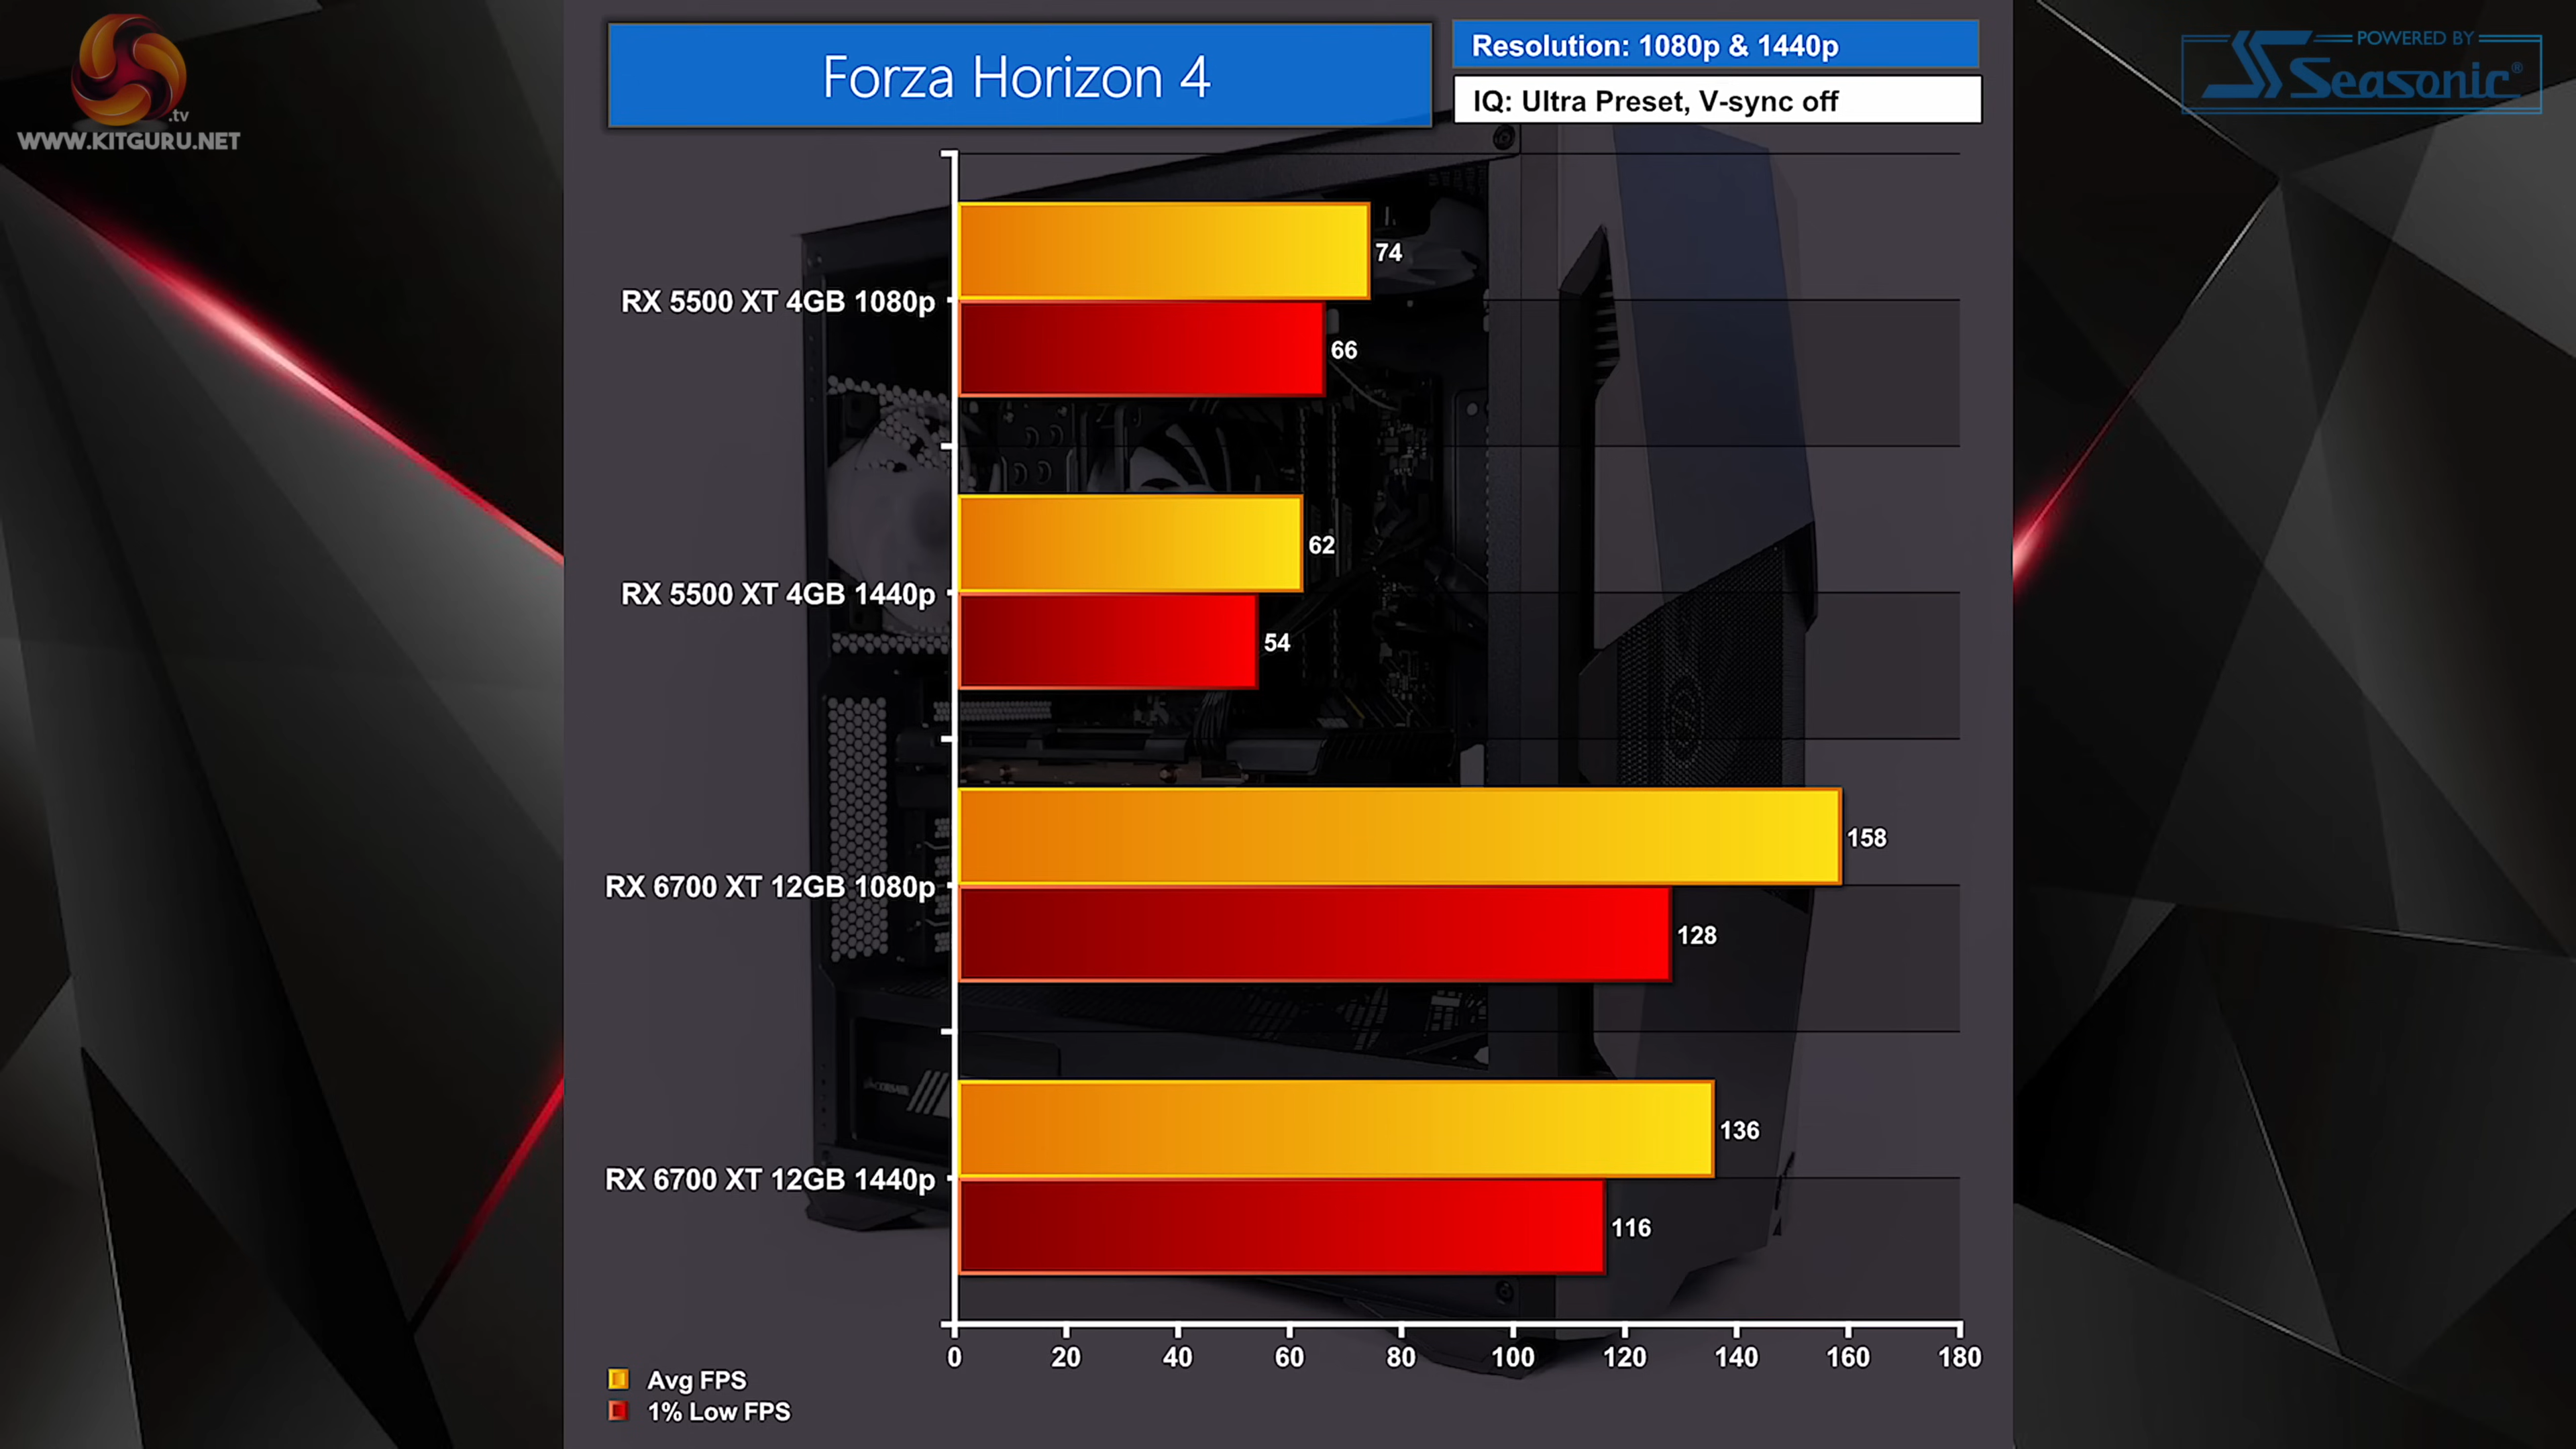 .tv
WWW.KITGURU.NET
Forza Horizon 4
Resolution: 1080p & 1440p
IQ: Ultra Preset, V-sync off
POWERED BY
Seasonic®
RX 5500 XT 4GB 1080p
74
66
RX 5500 XT 4GB 1440p
62
54
RX 6700 XT 12GB 1080p
158
128
RX 6700 XT 12GB 1440p
136
116
CORSAIR
0 20 40 60 80 100 120 140 160 180
Avg FPS
1% Low FPS